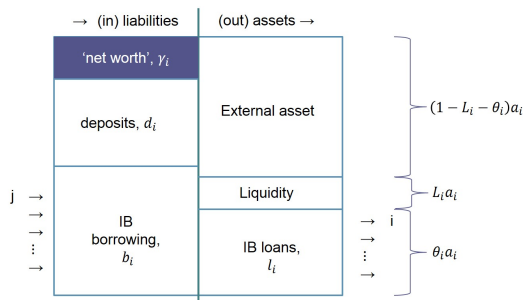 → (in) liabilities
(out) assets →
‘net worth’, γᵢ
deposits, dᵢ
External asset
(1 − Lᵢ − θᵢ)aᵢ
Liquidity
Lᵢaᵢ
j →
→
→
⋮ →
→
IB
borrowing,
bᵢ
IB loans,
lᵢ
→ i
→
⋮ →
→
θᵢaᵢ